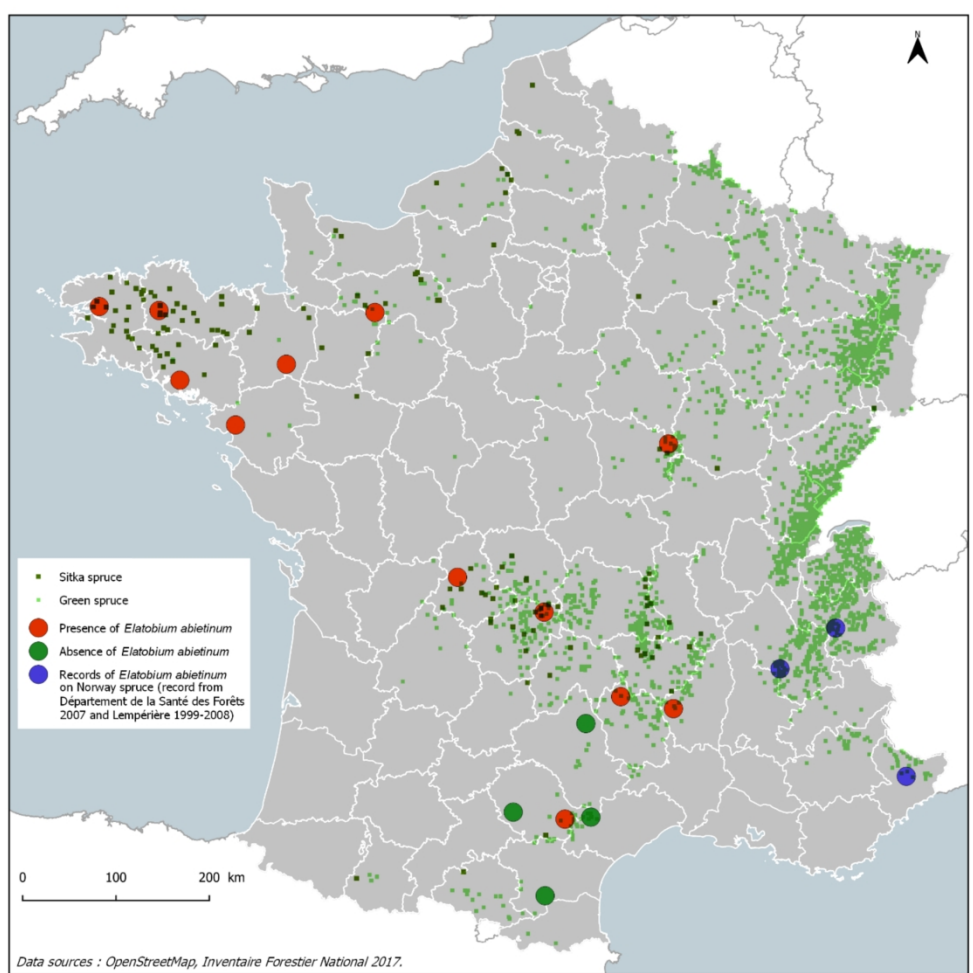 N
Sitka spruce
Green spruce
Presence of Elatobium abietinum
Absence of Elatobium abietinum
Records of Elatobium abietinum
on Norway spruce (record from
Département de la Santé des Forêts
2007 and Lempérière 1999-2008)
0 100 200 km
Data sources : OpenStreetMap, Inventaire Forestier National 2017.